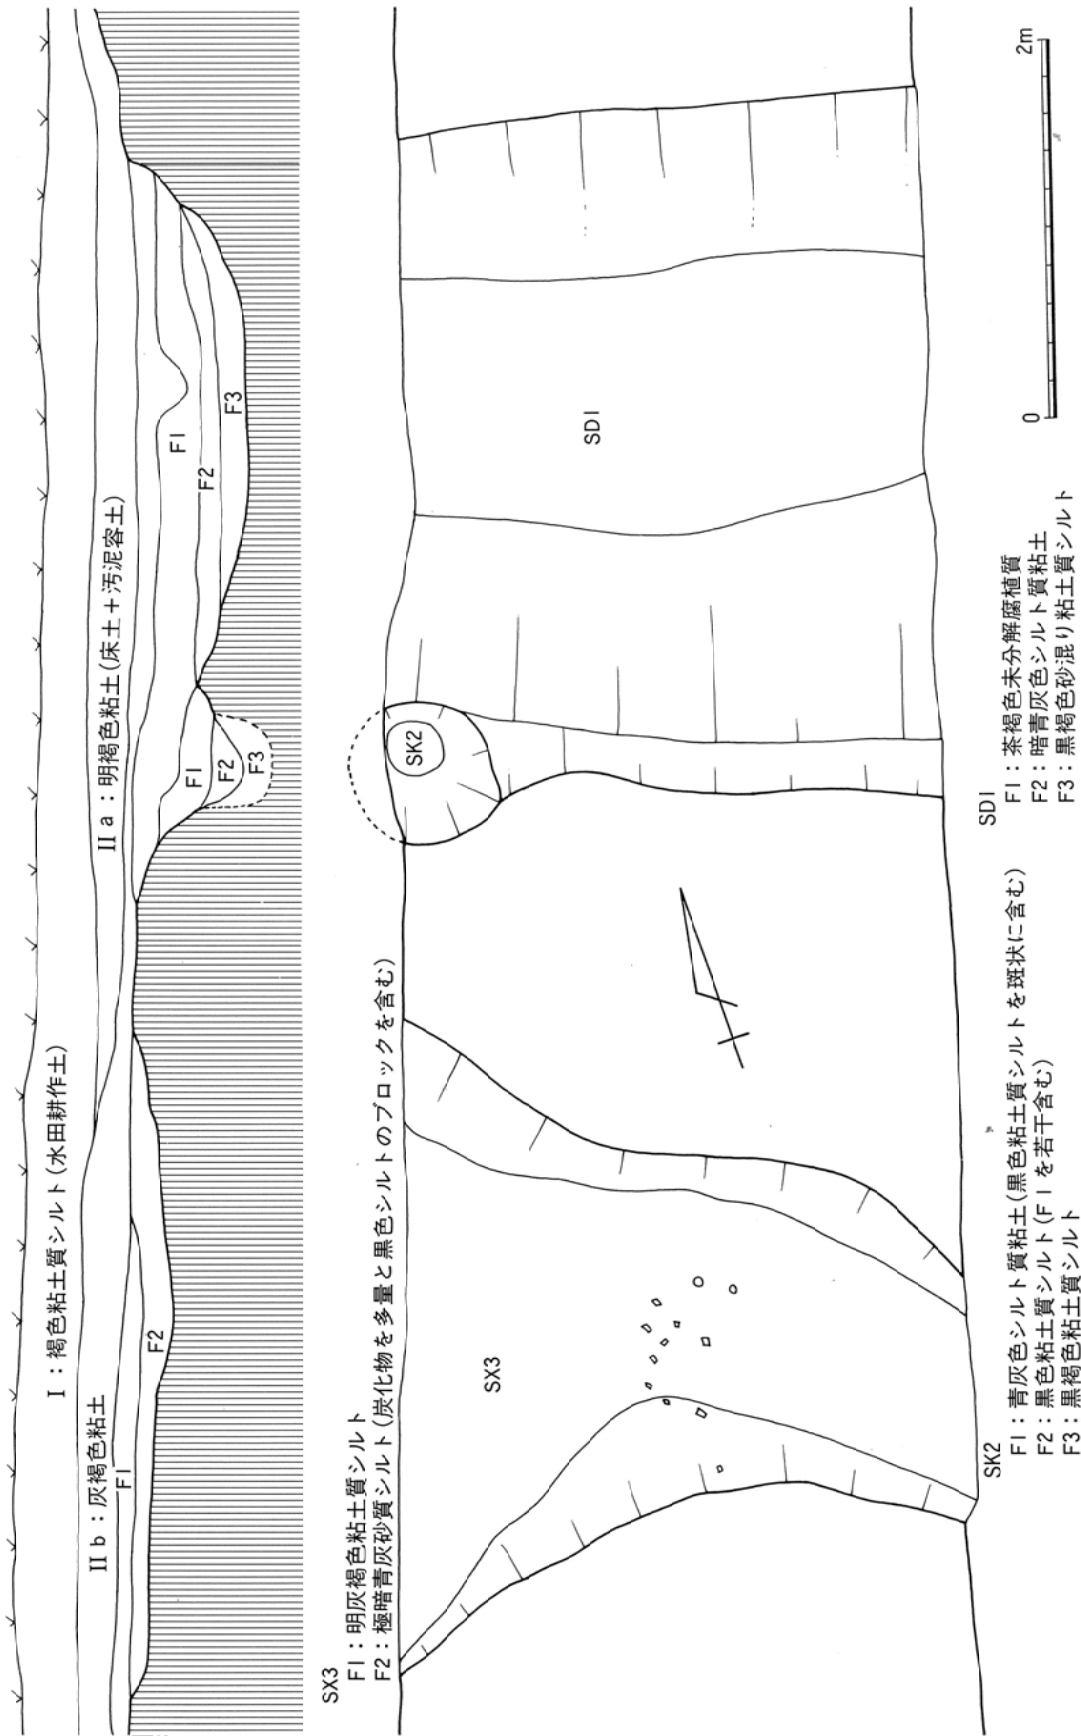 I：褐色粘土質シルト(水田耕作土)
IIa：明褐色粘土(床土＋汚泥容土)
IIb：灰褐色粘土
F1
F2
F1
F2
F3
F1
F2
F3
SX3
SK2
SD1
SX3
F1：明灰褐色粘土質シルト
F2：極暗青灰砂質シルト(炭化物を多量と黒色シルトのブロックを含む)
SK2
F1：青灰色シルト質粘土(黒色粘土質シルトを斑状に含む)
F2：黒色粘土質シルト(F1を若干含む)
F3：黒褐色粘土質シルト
SD1
F1：茶褐色未分解腐植質
F2：暗青灰色シルト質粘土
F3：黒褐色砂混り粘土質シルト
0 2m